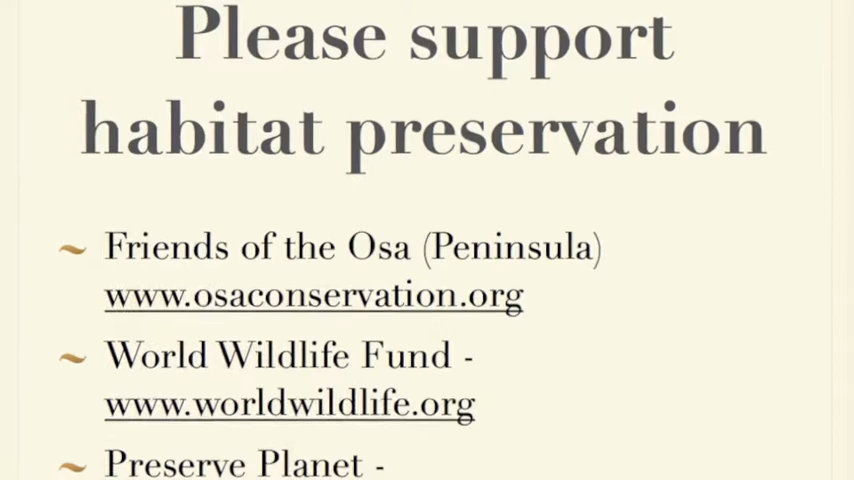 Please support
habitat preservation
~ Friends of the Osa (Peninsula)
www.osaconservation.org
~ World Wildlife Fund -
www.worldwildlife.org
~ Preserve Planet -